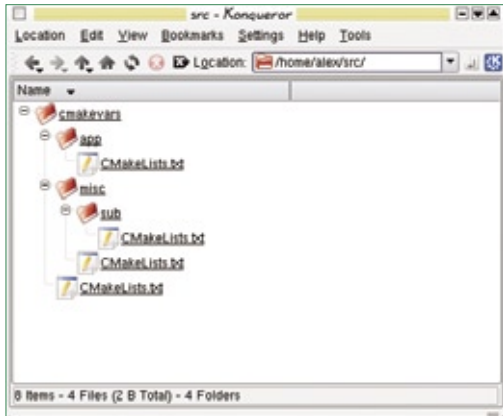 src - Konqueror
Location Edit View Bookmarks Settings Help Tools
Location: /home/alex/src/
Name
cmakevars
app
CMakeLists.txt
misc
sub
CMakeLists.txt
CMakeLists.txt
CMakeLists.txt
8 Items - 4 Files (2 B Total) - 4 Folders